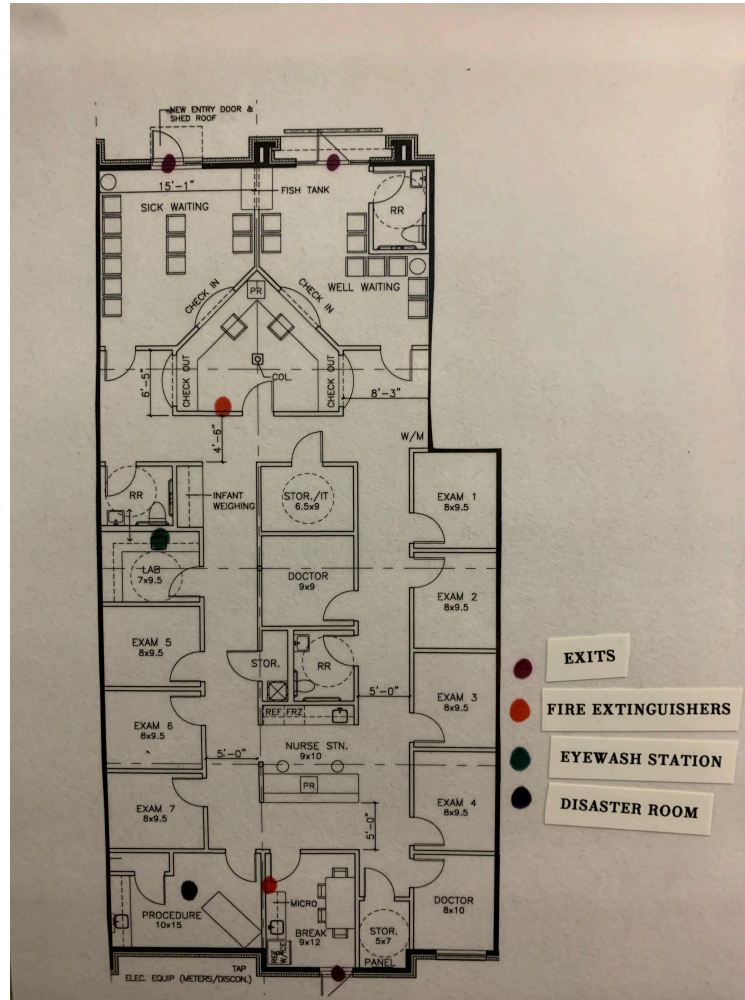 NEW ENTRY DOOR &
SHED ROOF
15'-1"
FISH TANK
SICK WAITING
RR
CHECK IN
PR
CHECK IN
WELL WAITING
6'-5"
CHECK OUT
COL.
CHECK OUT
8'-3"
4'-6"
W/M
RR
INFANT
WEIGHING
STOR./IT
6.5x9
EXAM 1
8x9.5
LAB
7x9.5
DOCTOR
9x9
EXAM 2
8x9.5
EXAM 5
8x9.5
STOR.
RR
5'-0"
EXAM 3
8x9.5
REF
FRZ
EXAM 6
8x9.5
5'-0"
NURSE STN.
9x10
PR
EXAM 7
8x9.5
5'-0"
EXAM 4
8x9.5
PROCEDURE
10x15
MICRO
BREAK
9x12
REF
W/ICE
STOR.
5x7
PANEL
DOCTOR
8x10
TAP
ELEC. EQUIP (METERS/DISCON.)
EXITS
FIRE EXTINGUISHERS
EYEWASH STATION
DISASTER ROOM